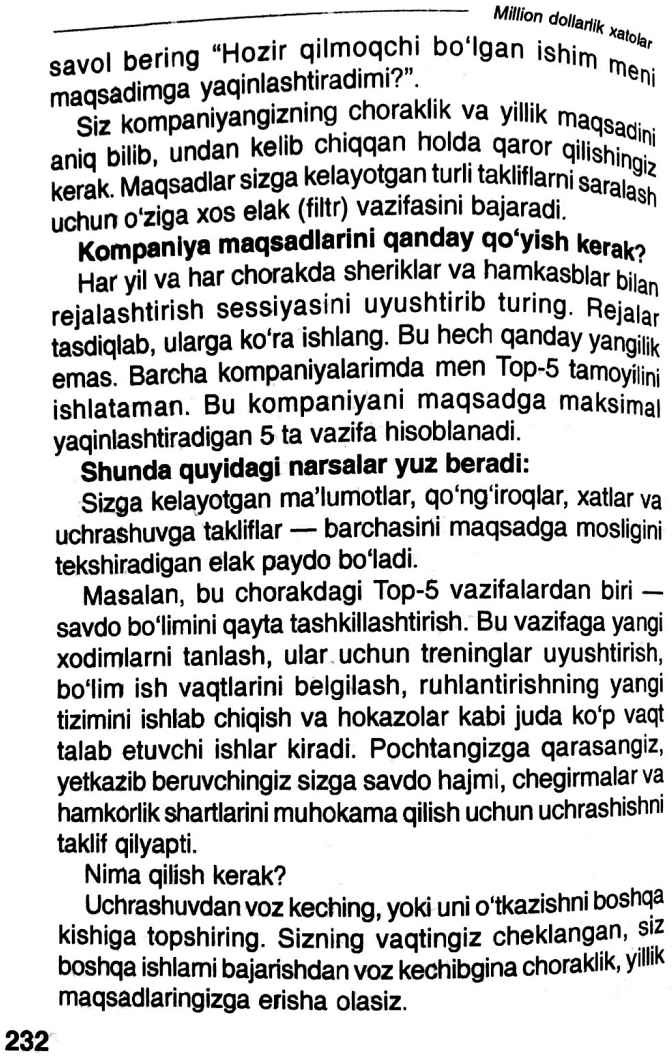 Million dollarlik xatolar
savol bering “Hozir qilmoqchi bo‘lgan ishim meni
maqsadimga yaqinlashtiradimi?”.
Siz kompaniyangizning choraklik va yillik maqsadini
aniq bilib, undan kelib chiqqan holda qaror qilishingiz
kerak. Maqsadlar sizga kelayotgan turli takliflarni saralash
uchun o‘ziga xos elak (filtr) vazifasini bajaradi.
Kompaniya maqsadlarini qanday qo‘yish kerak?
Har yil va har chorakda sheriklar va hamkasblar bilan
rejalashtirish sessiyasini uyushtirib turing. Rejalar
tasdiqlab, ularga ko‘ra ishlang. Bu hech qanday yangilik
emas. Barcha kompaniyalarimda men Top-5 tamoyilini
ishlataman. Bu kompaniyani maqsadga maksimal
yaqinlashtiradigan 5 ta vazifa hisoblanadi.
Shunda quyidagi narsalar yuz beradi:
Sizga kelayotgan ma’lumotlar, qo‘ng‘iroqlar, xatlar va
uchrashuvga takliflar — barchasini maqsadga mosligini
tekshiradigan elak paydo bo‘ladi.
Masalan, bu chorakdagi Top-5 vazifalardan biri —
savdo bo‘limini qayta tashkillashtirish. Bu vazifaga yangi
xodimlarni tanlash, ular uchun treninglar uyushtirish,
bo‘lim ish vaqtlarini belgilash, ruhlantirishning yangi
tizimini ishlab chiqish va hokazolar kabi juda ko‘p vaqt
talab etuvchi ishlar kiradi. Pochtangizga qarasangiz,
yetkazib beruvchingiz sizga savdo hajmi, chegirmalar va
hamkorlik shartlarini muhokama qilish uchun uchrashishni
taklif qilyapti.
Nima qilish kerak?
Uchrashuvdan voz keching, yoki uni o‘tkazishni boshqa
kishiga topshiring. Sizning vaqtingiz cheklangan, siz
boshqa ishlarni bajarishdan voz kechibgina choraklik, yillik
maqsadlaringizga erisha olasiz.
232